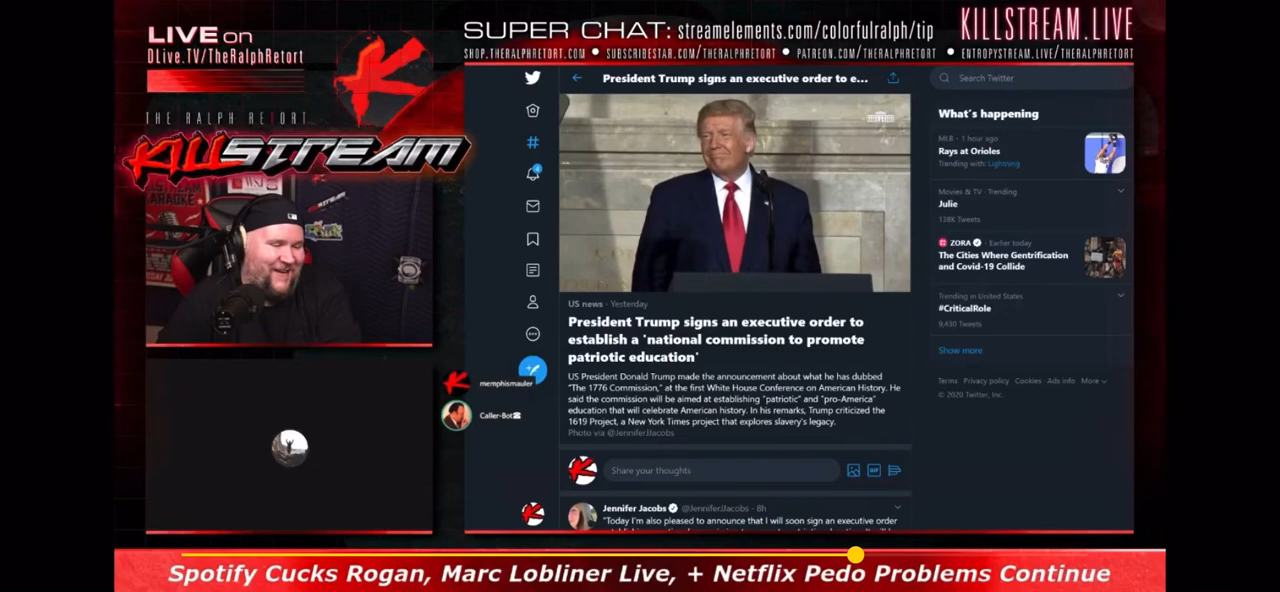 LIVE on
DLive.TV/TheRalphRetort
THE RALPH RETORT
KILLSTREAM
SUPER CHAT: streamelements.com/colorfulralph/tip
KILLSTREAM.LIVE
SHOP.THERALPHRETORT.COM ● SUBSCRIBESTAR.COM/THERALPHRETORT ● PATREON.COM/THERALPHRETORT ● ENTROPYSTREAM.LIVE/THERALPHRETORT
President Trump signs an executive order to e...
4
US news · Yesterday
President Trump signs an executive order to
establish a 'national commission to promote
patriotic education'
US President Donald Trump made the announcement about what he has dubbed
"The 1776 Commission," at the first White House Conference on American History. He
said the commission will be aimed at establishing "patriotic" and "pro-America"
education that will celebrate American history. In his remarks, Trump criticized the
1619 Project, a New York Times project that explores slavery's legacy.
Photo via @JenniferJJacobs
Share your thoughts
GIF
Jennifer Jacobs @JenniferJJacobs · 8h
"Today I'm also pleased to announce that I will soon sign an executive order
memphismauler
Caller-Bot
Search Twitter
What's happening
MLB · 1 hour ago
Rays at Orioles
Trending with: Lightning
Movies & TV · Trending
Julie
138K Tweets
ZORA · Earlier today
The Cities Where Gentrification
and Covid-19 Collide
Trending in United States
#CriticalRole
9,430 Tweets
Show more
Terms Privacy policy Cookies Ads info More
© 2020 Twitter, Inc.
Spotify Cucks Rogan, Marc Lobliner Live, + Netflix Pedo Problems Continue